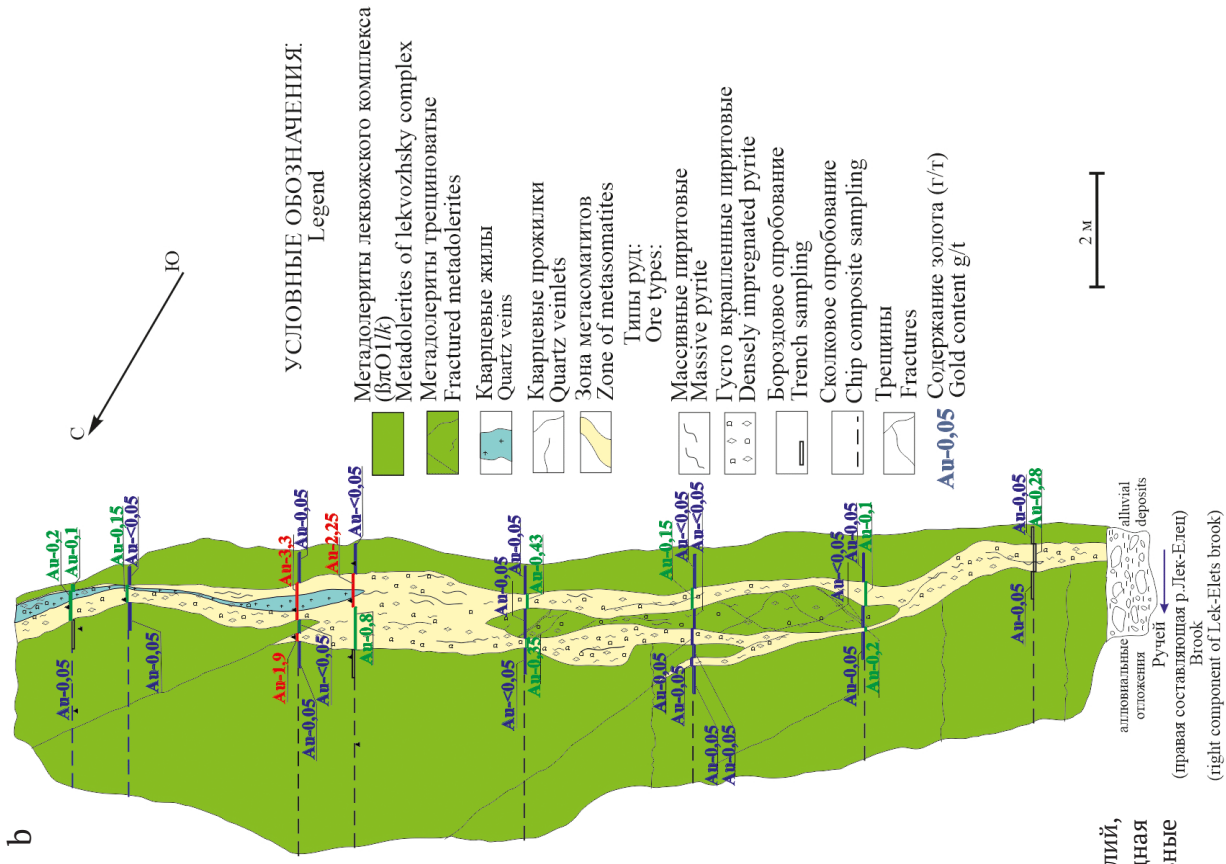 b
Ю
С
Au-0,2
Au-0,1
Au-0,15
Au-<0,05
Au-0,05
Au-0,05
Au-3,3
Au-0,05
Au-1,9
Au-<0,05
Au-0,05
Au-2,25
Au-<0,05
Au-0,8
Au-0,05
Au-0,05
Au-<0,05
Au-0,35
Au-0,43
Au-0,15
Au-<0,05
Au-<0,05
Au-0,05
Au-0,05
Au-0,05
Au-0,05
Au-<0,05
Au-0,05
Au-0,1
Au-0,05
Au-0,2
Au-0,05
Au-0,05
Au-0,28
УСЛОВНЫЕ ОБОЗНАЧЕНИЯ
Legend
Метадолериты леквожского комплекса
(βπO1lk)
Metadolerites of lekvozhsky complex
Метадолериты трещиноватые
Fractured metadolerites
Кварцевые жилы
Quartz veins
Кварцевые прожилки
Quartz veinlets
Зона метасоматитов
Zone of metasomatites
Типы руд:
Ore types:
Массивные пиритовые
Massive pyrite
Густо вкрапленные пиритовые
Densely impregnated pyrite
Бороздовое опробование
Trench sampling
Сколковое опробование
Chip composite sampling
Трещины
Fractures
Au-0,05
Содержание золота (г/т)
Gold content g/t
2 м
аллювиальные
отложения
alluvial
deposits
Ручей
(правая составляющая р.Лек-Елец)
Brook
(right component of Lek-Elets brook)